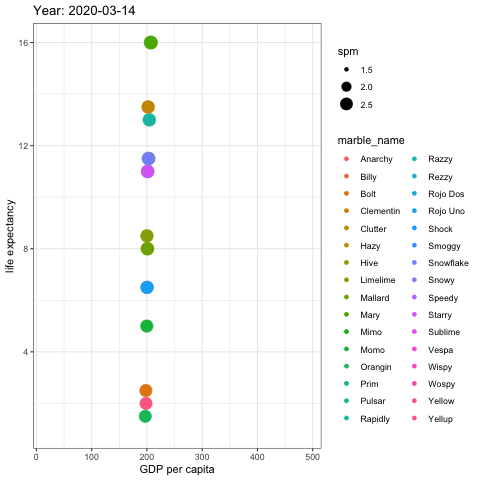 Year: 2020-03-14
16
12
8
4
life expectancy
0
100
200
300
400
500
GDP per capita
spm
1.5
2.0
2.5
marble_name
Anarchy
Billy
Bolt
Clementin
Clutter
Hazy
Hive
Limelime
Mallard
Mary
Mimo
Momo
Orangin
Prim
Pulsar
Rapidly
Razzy
Rezzy
Rojo Dos
Rojo Uno
Shock
Smoggy
Snowflake
Snowy
Speedy
Starry
Sublime
Vespa
Wispy
Wospy
Yellow
Yellup